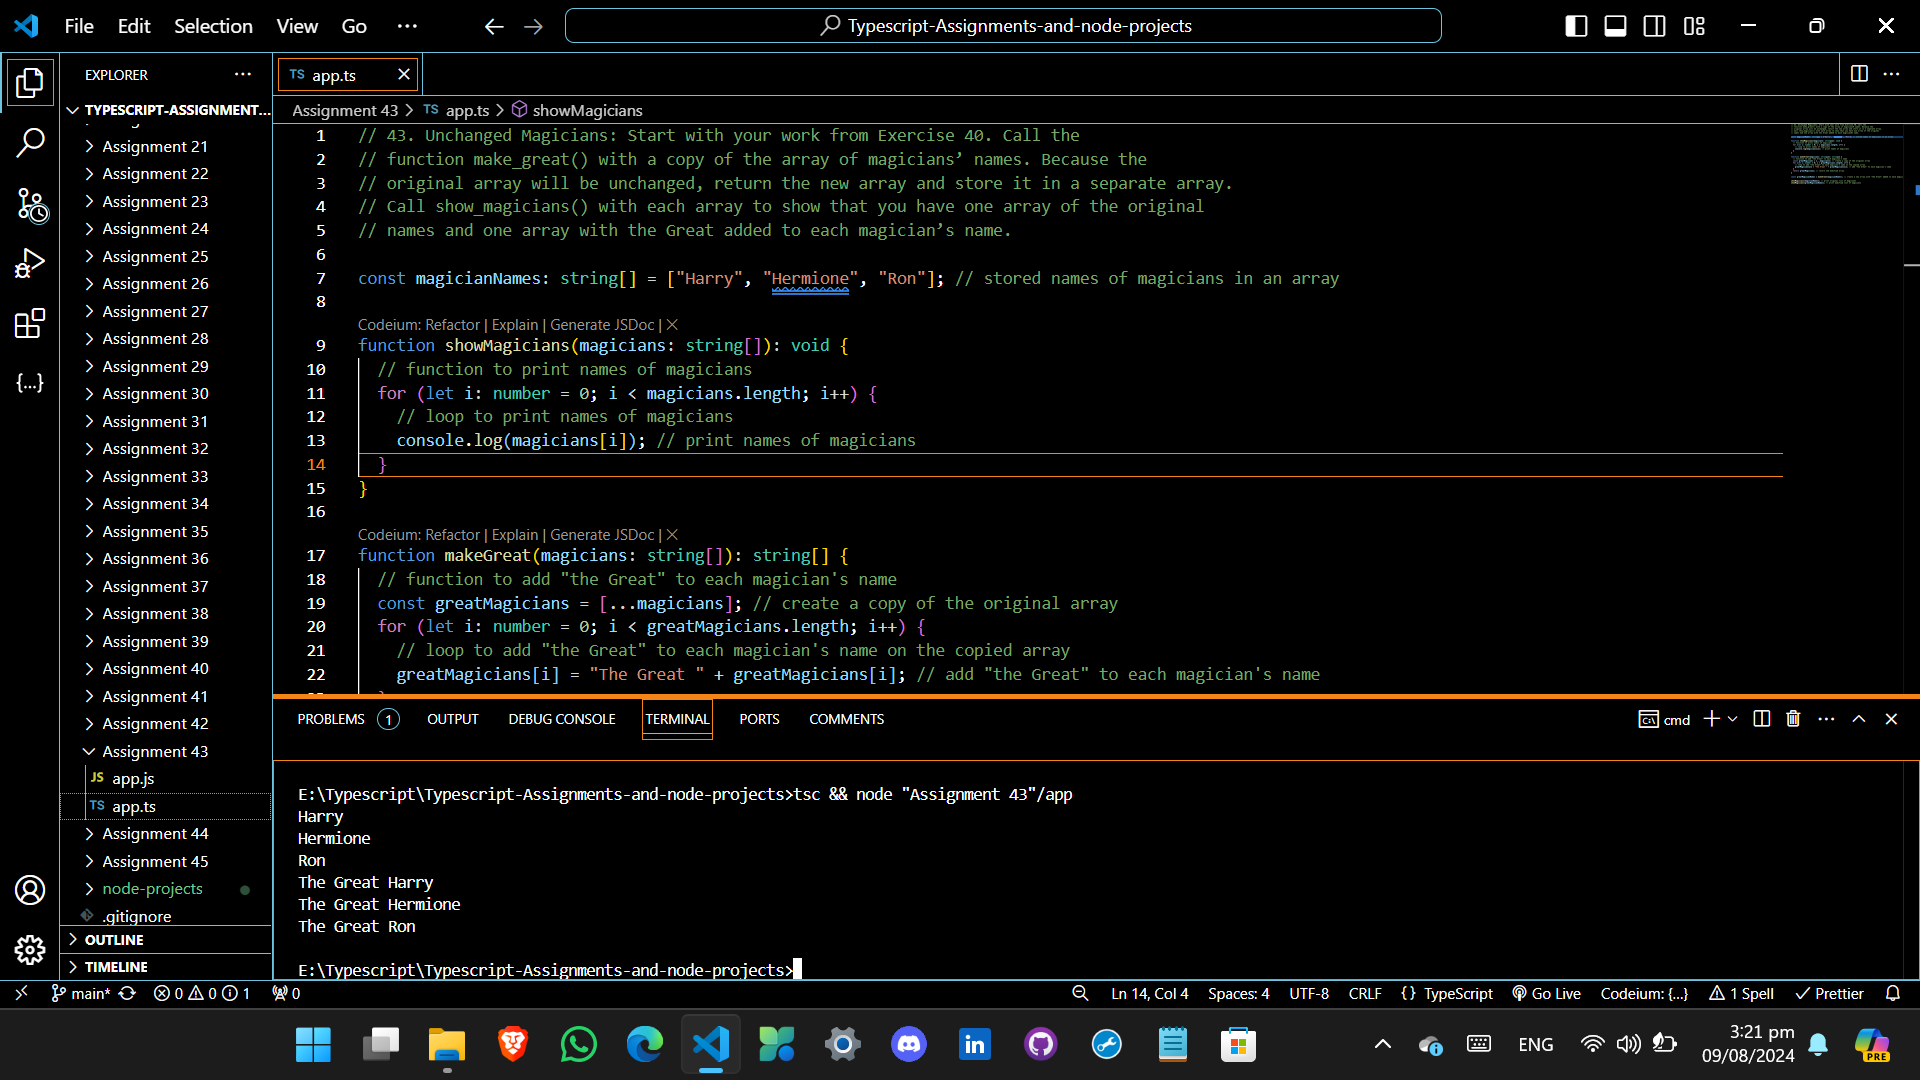 File Edit Selection View Go ···
Typescript-Assignments-and-node-projects
EXPLORER ···
TYPESCRIPT-ASSIGNMENT...
Assignment 21
Assignment 22
Assignment 23
Assignment 24
Assignment 25
Assignment 26
Assignment 27
Assignment 28
Assignment 29
Assignment 30
Assignment 31
Assignment 32
Assignment 33
Assignment 34
Assignment 35
Assignment 36
Assignment 37
Assignment 38
Assignment 39
Assignment 40
Assignment 41
Assignment 42
Assignment 43
JS app.js
TS app.ts
Assignment 44
Assignment 45
node-projects
.gitignore
OUTLINE
TIMELINE
TS app.ts
Assignment 43 > TS app.ts > showMagicians
1 // 43. Unchanged Magicians: Start with your work from Exercise 40. Call the
2 // function make_great() with a copy of the array of magicians’ names. Because the
3 // original array will be unchanged, return the new array and store it in a separate array.
4 // Call show_magicians() with each array to show that you have one array of the original
5 // names and one array with the Great added to each magician’s name.
6
7 const magicianNames: string[] = ["Harry", "Hermione", "Ron"]; // stored names of magicians in an array
8
Codeium: Refactor | Explain | Generate JSDoc | ×
9 function showMagicians(magicians: string[]): void {
10 // function to print names of magicians
11 for (let i: number = 0; i < magicians.length; i++) {
12 // loop to print names of magicians
13 console.log(magicians[i]); // print names of magicians
14 }
15 }
16
Codeium: Refactor | Explain | Generate JSDoc | ×
17 function makeGreat(magicians: string[]): string[] {
18 // function to add "the Great" to each magician's name
19 const greatMagicians = [...magicians]; // create a copy of the original array
20 for (let i: number = 0; i < greatMagicians.length; i++) {
21 // loop to add "the Great" to each magician's name on the copied array
22 greatMagicians[i] = "The Great " + greatMagicians[i]; // add "the Great" to each magician's name
PROBLEMS 1 OUTPUT DEBUG CONSOLE TERMINAL PORTS COMMENTS
cmd
E:\Typescript\Typescript-Assignments-and-node-projects>tsc && node "Assignment 43"/app
Harry
Hermione
Ron
The Great Harry
The Great Hermione
The Great Ron
E:\Typescript\Typescript-Assignments-and-node-projects>
main* 0 0 1 0
Ln 14, Col 4 Spaces: 4 UTF-8 CRLF {} TypeScript Go Live Codeium: {...} 1 Spell Prettier
ENG
3:21 pm
09/08/2024
PRE